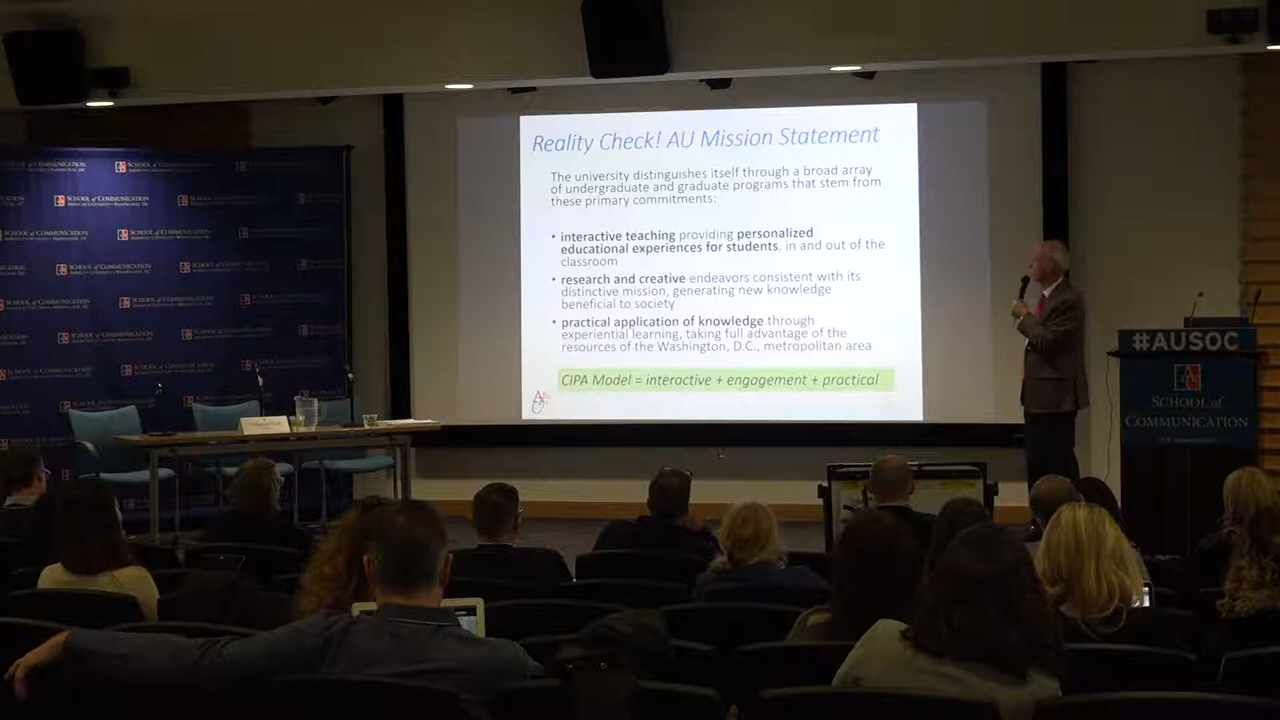 Reality Check! AU Mission Statement
The university distinguishes itself through a broad array
of undergraduate and graduate programs that stem from
these primary commitments:
• interactive teaching providing personalized
educational experiences for students, in and out of the
classroom
• research and creative endeavors consistent with its
distinctive mission, generating new knowledge
beneficial to society
• practical application of knowledge through
experiential learning, taking full advantage of the
resources of the Washington, D.C., metropolitan area
CIPA Model = interactive + engagement + practical
#AUSOC
SCHOOL of
COMMUNICATION
SCHOOL of COMMUNICATION
AMERICAN UNIVERSITY • WASHINGTON, DC